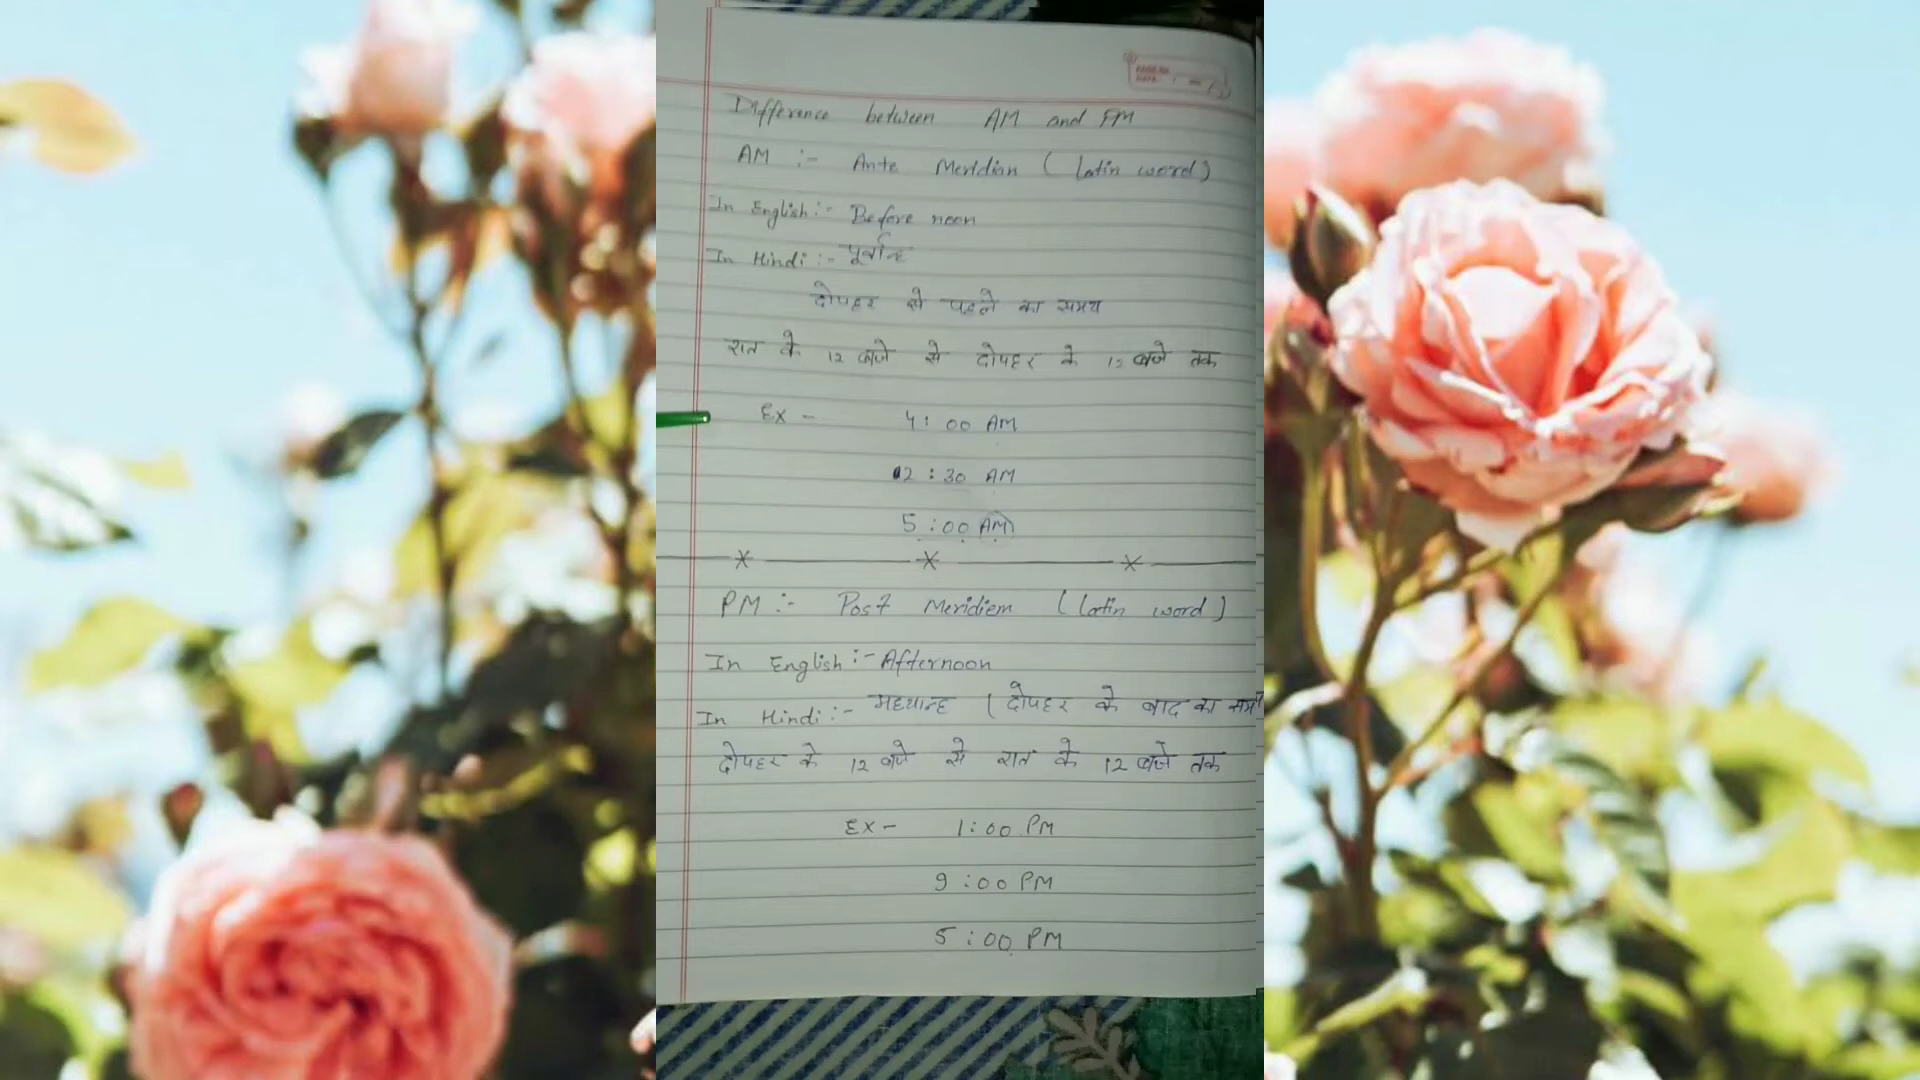 Difference between AM and PM
AM :- Ante Meridian (Latin word)
In English:- Before noon
In Hindi :- पूर्वान्ह
दोपहर से पहले का समय
रात के 12 बजे से दोपहर के 12 बजे तक
Ex - 4:00 AM
02:30 AM
5:00 AM
PM :- Post Meridiem (Latin word)
In English:- Afternoon
In Hindi:- मध्यान्ह (दोपहर के बाद का
दोपहर के 12 बजे से रात के 12 बजे तक
Ex - 1:00 PM
9:00 PM
5:00 PM